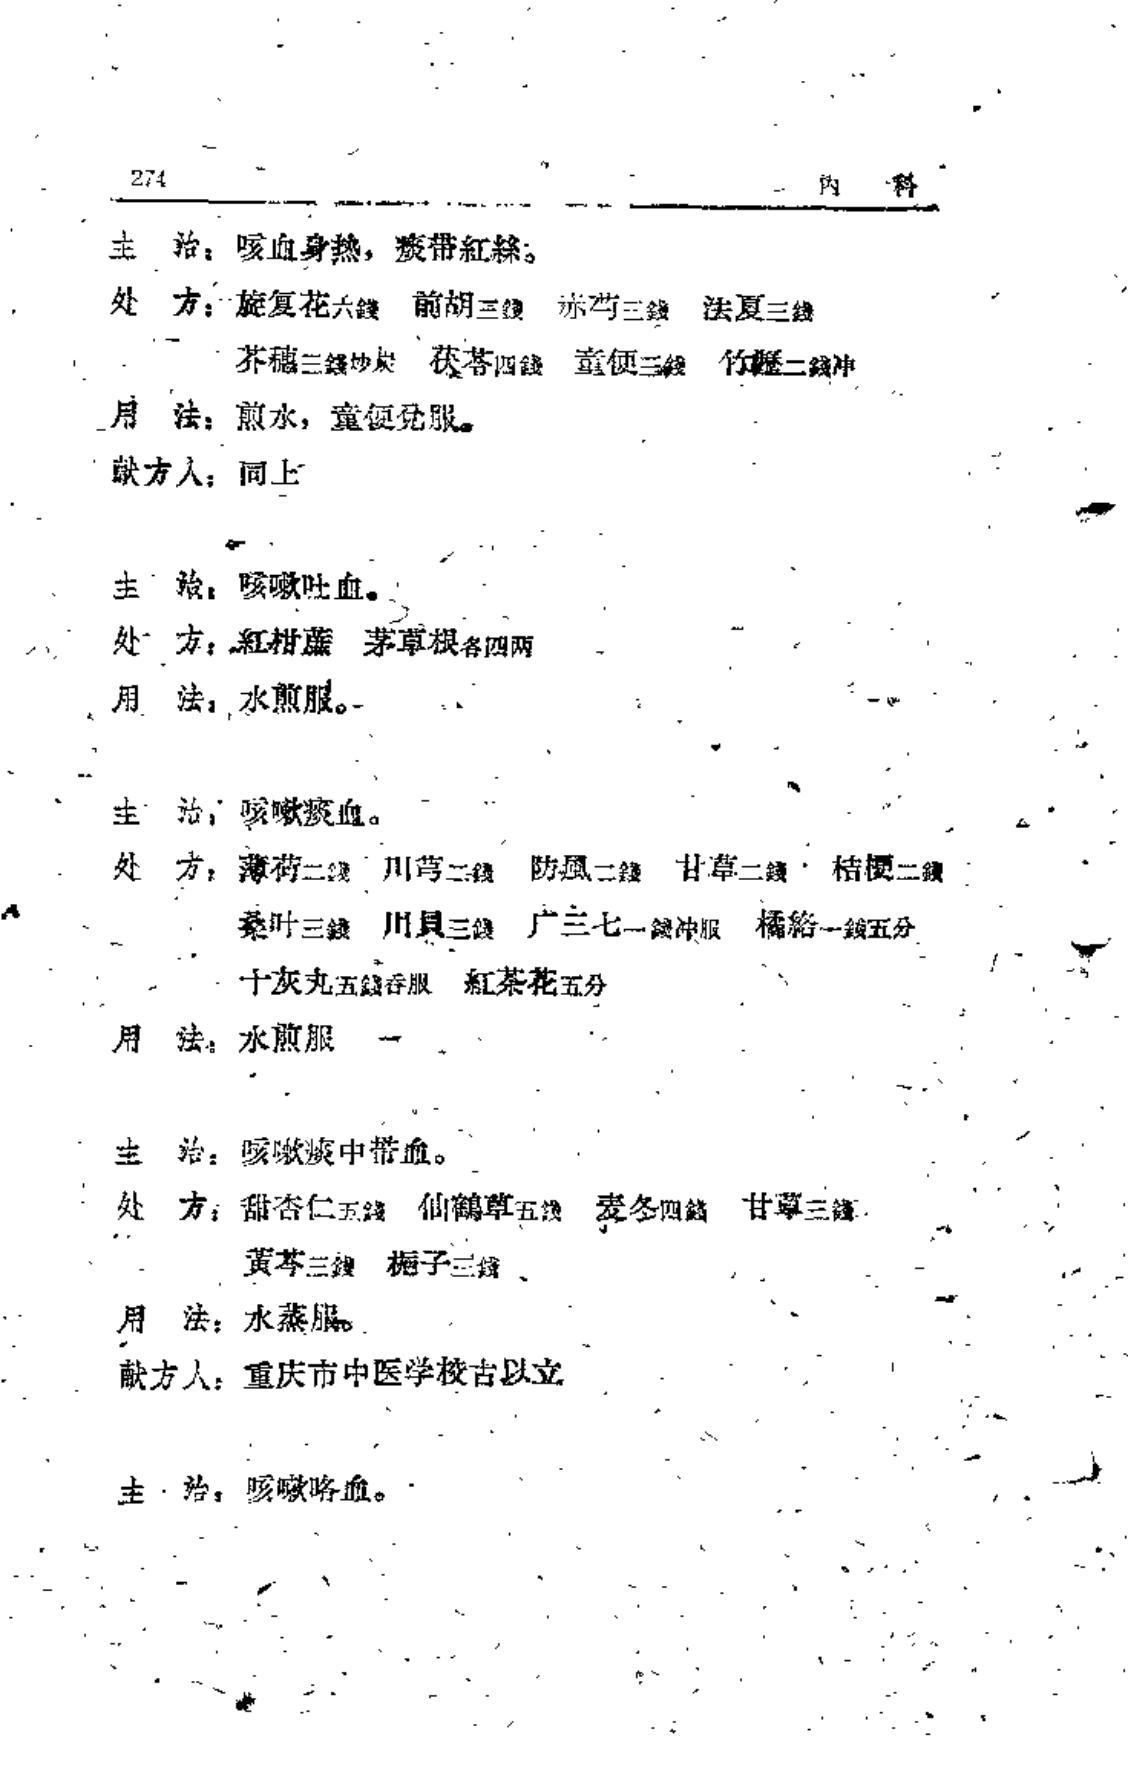 274
内 科
主 治：咳血身热，痰带紅絲。
处 方：旋复花六錢 前胡三錢 赤芍三錢 法夏三錢
芥穗三錢炒炭 茯苓四錢 童便三錢 竹瀝二錢冲
用 法：煎水，童便兌服。
献方人：同上
主 治：咳嗽吐血。
处 方：紅柑蔗 茅草根各四两
用 法：水煎服。
主 治：咳嗽痰血。
处 方：薄荷二錢 川芎二錢 防風二錢 甘草二錢 桔梗二錢
桑叶三錢 川貝三錢 广三七一錢冲服 橘絡一錢五分
十灰丸五錢吞服 紅茶花五分
用 法：水煎服
主 治：咳嗽痰中带血。
处 方：甜杏仁五錢 仙鶴草五錢 麦冬四錢 甘草三錢
黃芩三錢 梔子三錢
用 法：水蒸服。
献方人：重庆市中医学校古以立
主 治：咳嗽咯血。